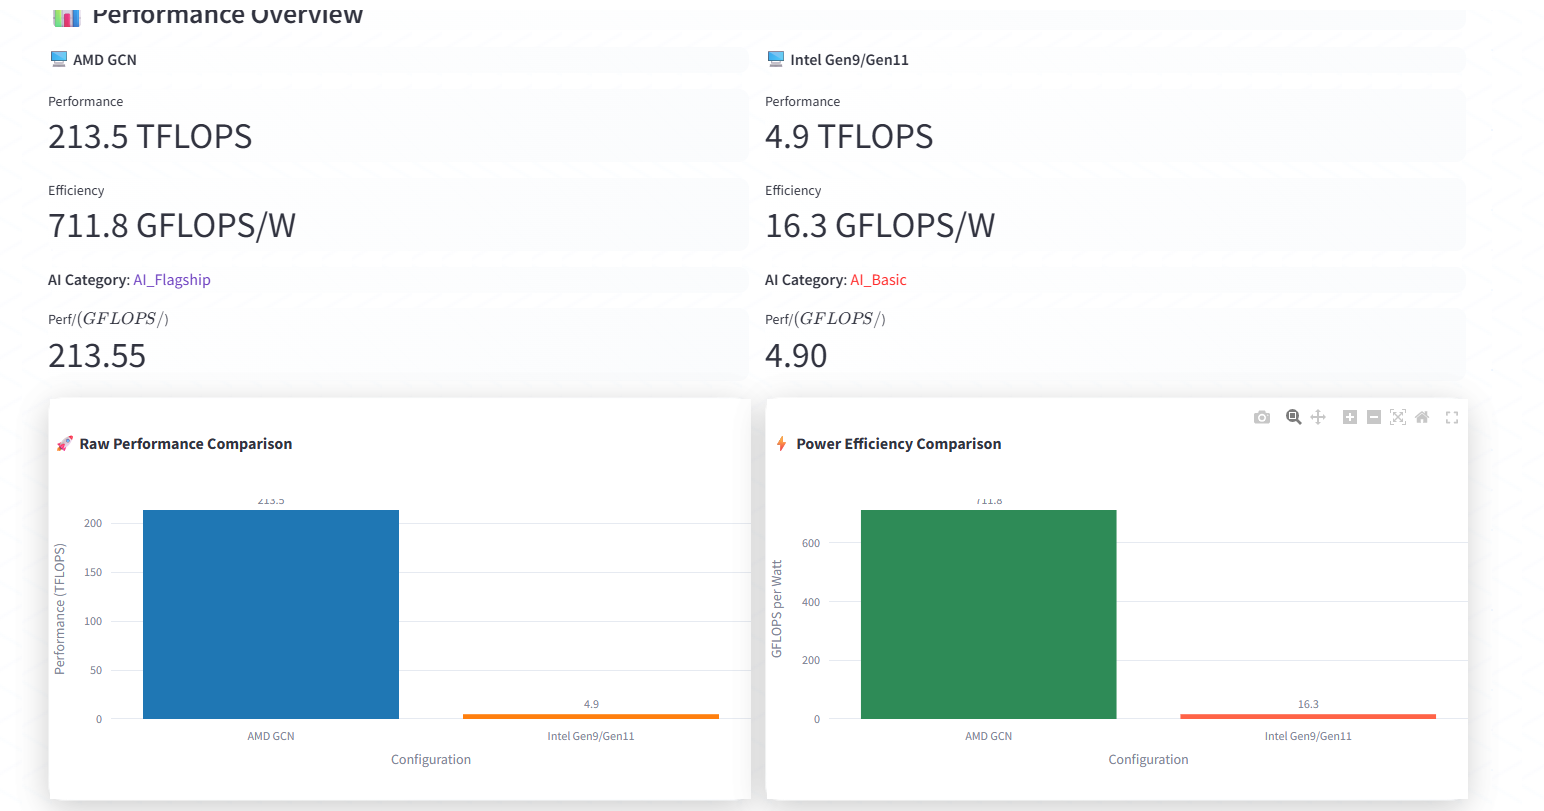 Performance Overview
AMD GCN
Performance
213.5 TFLOPS
Efficiency
711.8 GFLOPS/W
AI Category: AI_Flagship
Perf/(GFLOPS/)
213.55
Intel Gen9/Gen11
Performance
4.9 TFLOPS
Efficiency
16.3 GFLOPS/W
AI Category: AI_Basic
Perf/(GFLOPS/)
4.90
Raw Performance Comparison
Performance (TFLOPS)
200
150
100
50
0
213.5
4.9
AMD GCN
Intel Gen9/Gen11
Configuration
Power Efficiency Comparison
GFLOPS per Watt
600
400
200
0
711.8
16.3
AMD GCN
Intel Gen9/Gen11
Configuration